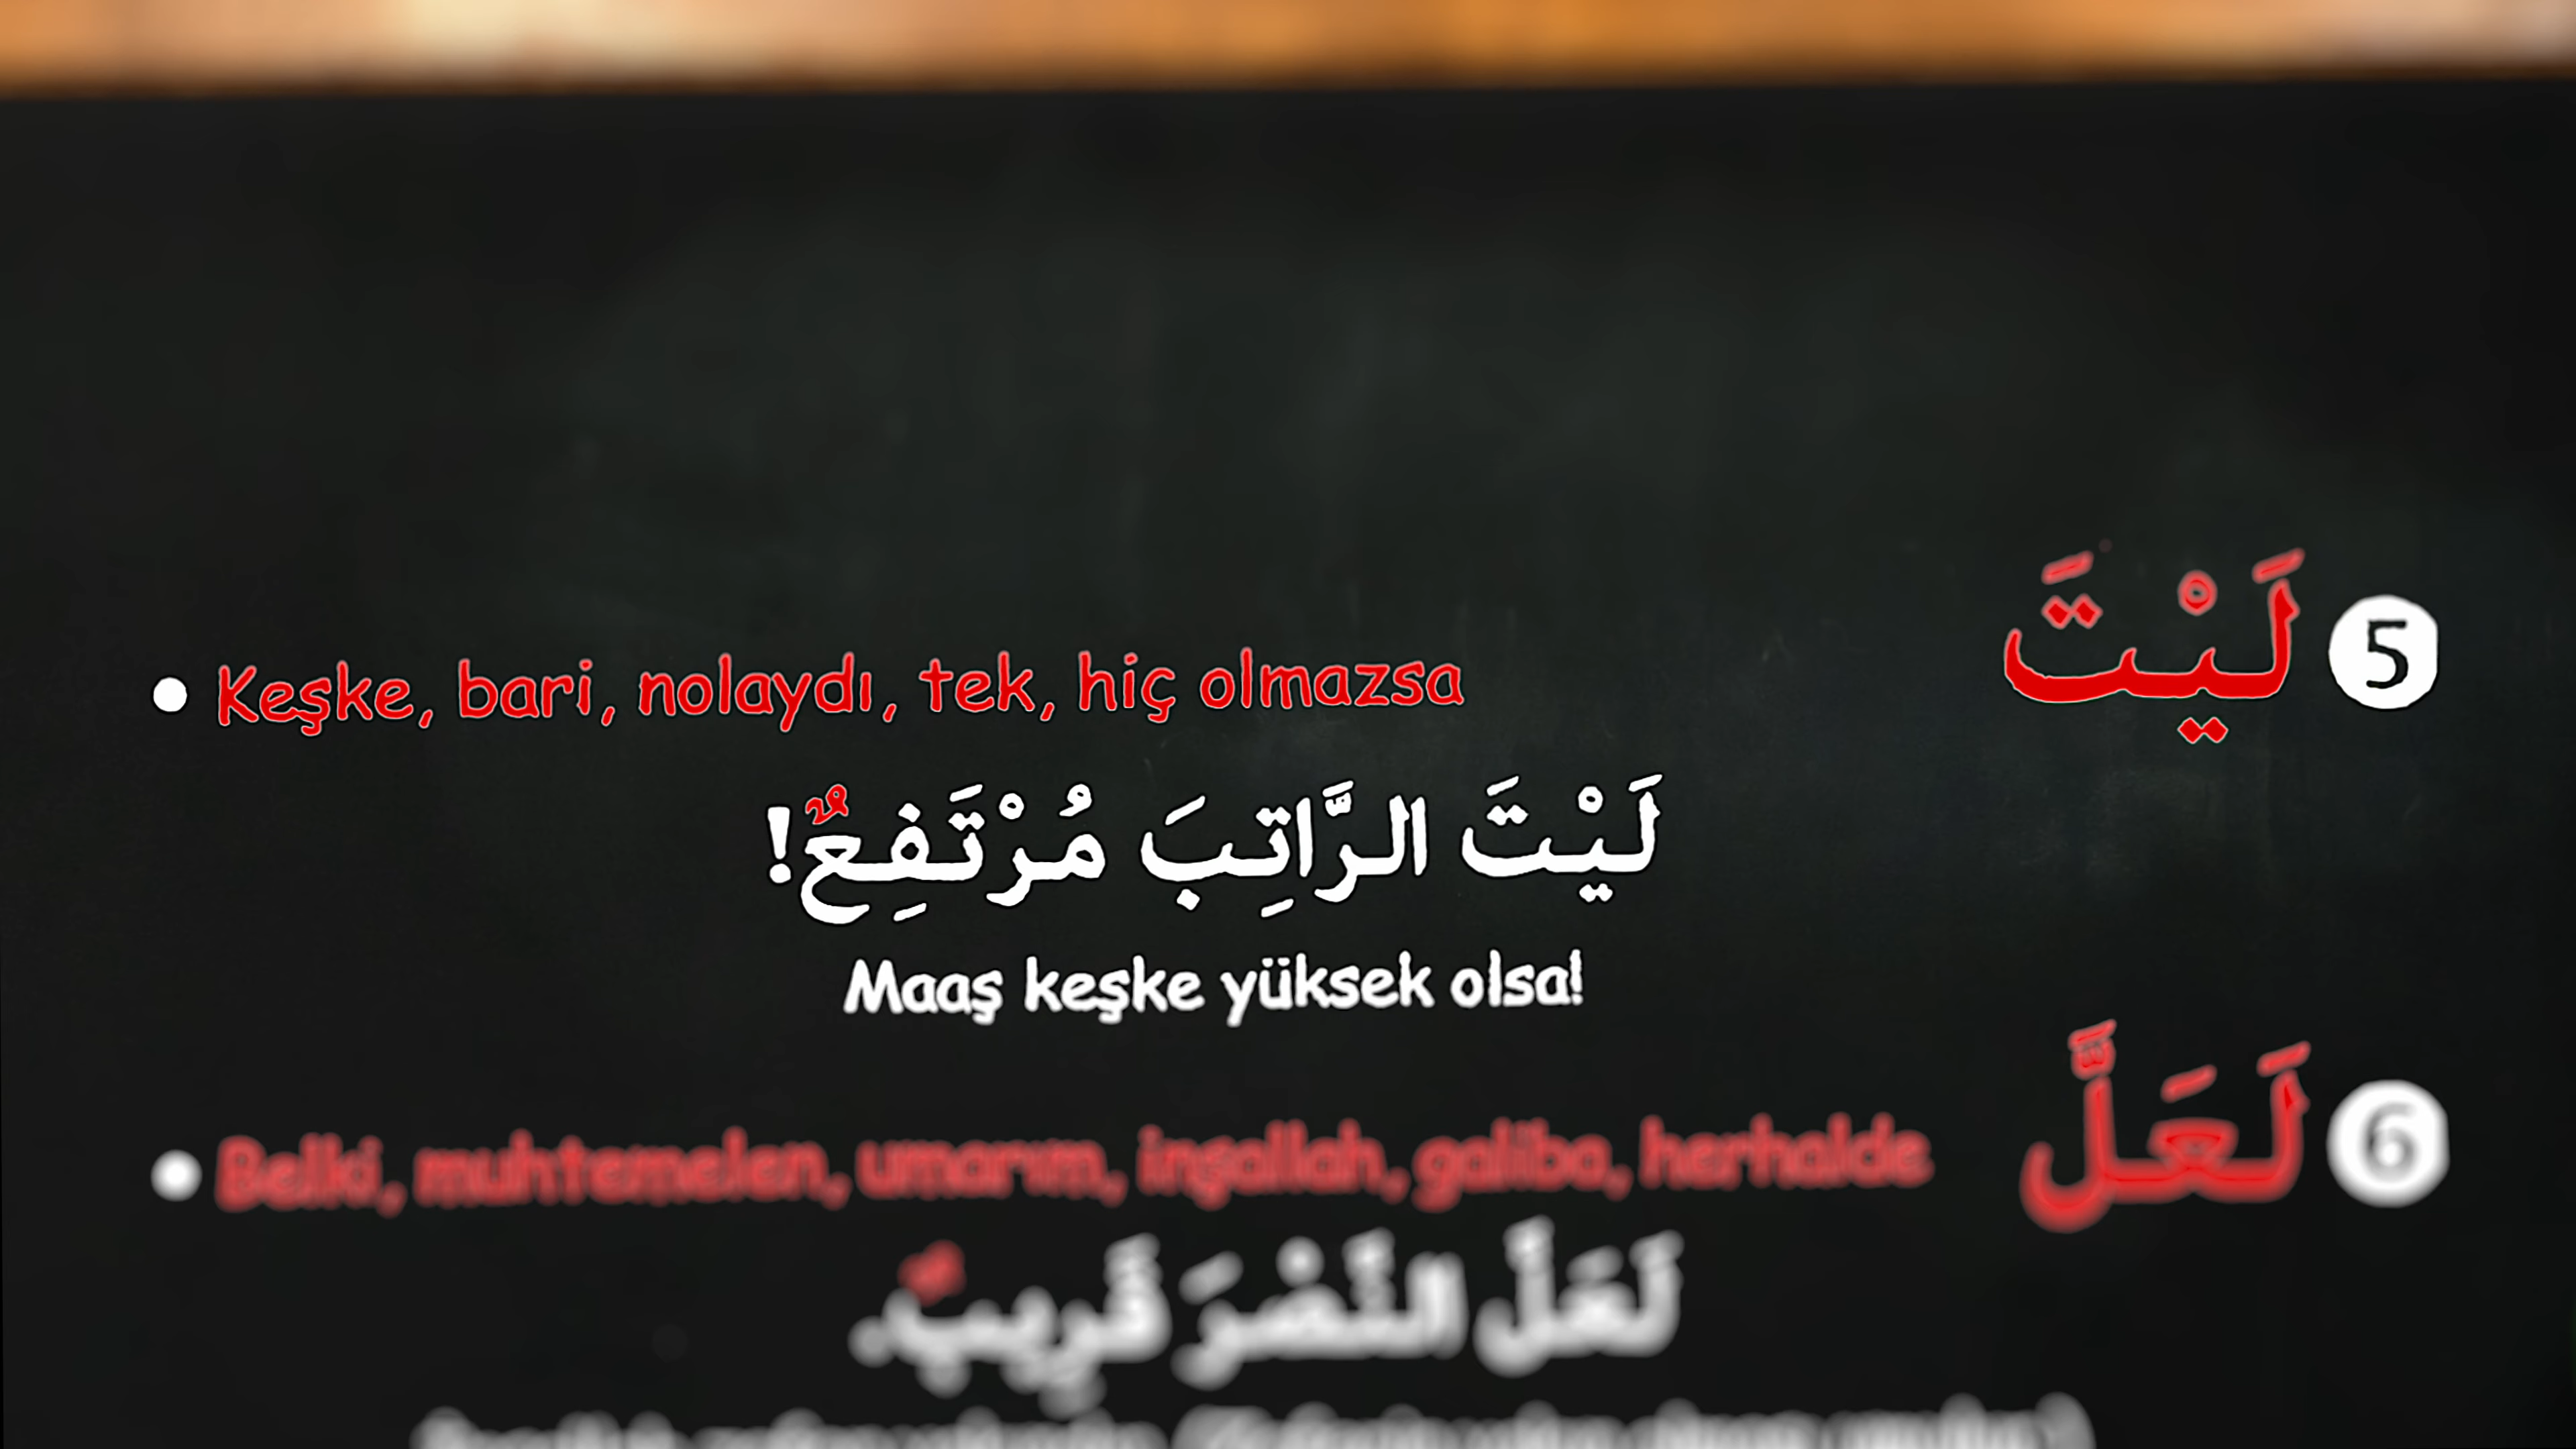 5 لَيْتَ
• Keşke, bari, nolaydı, tek, hiç olmazsa
لَيْتَ الرَّاتِبَ مُرْتَفِعٌ!
Maaş keşke yüksek olsa!
6 لَعَلَّ
• Belki, muhtemelen, umarım, inşallah, galiba, herhalde
لَعَلَّ النَّصْرَ قَرِيبٌ.